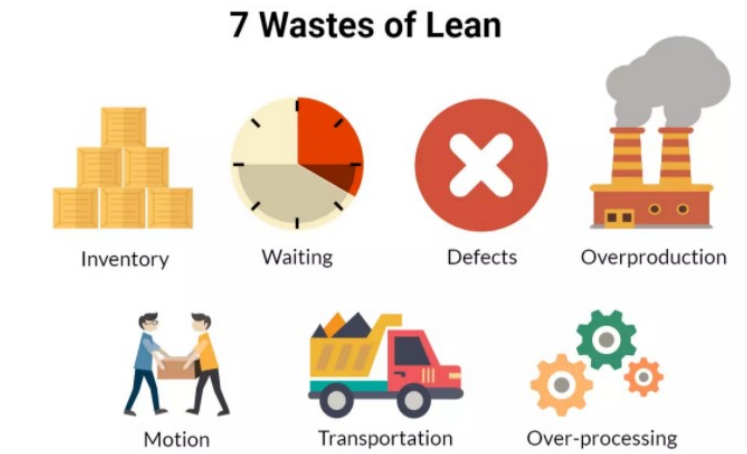 7 Wastes of Lean
Inventory
Waiting
Defects
Overproduction
Motion
Transportation
Over-processing